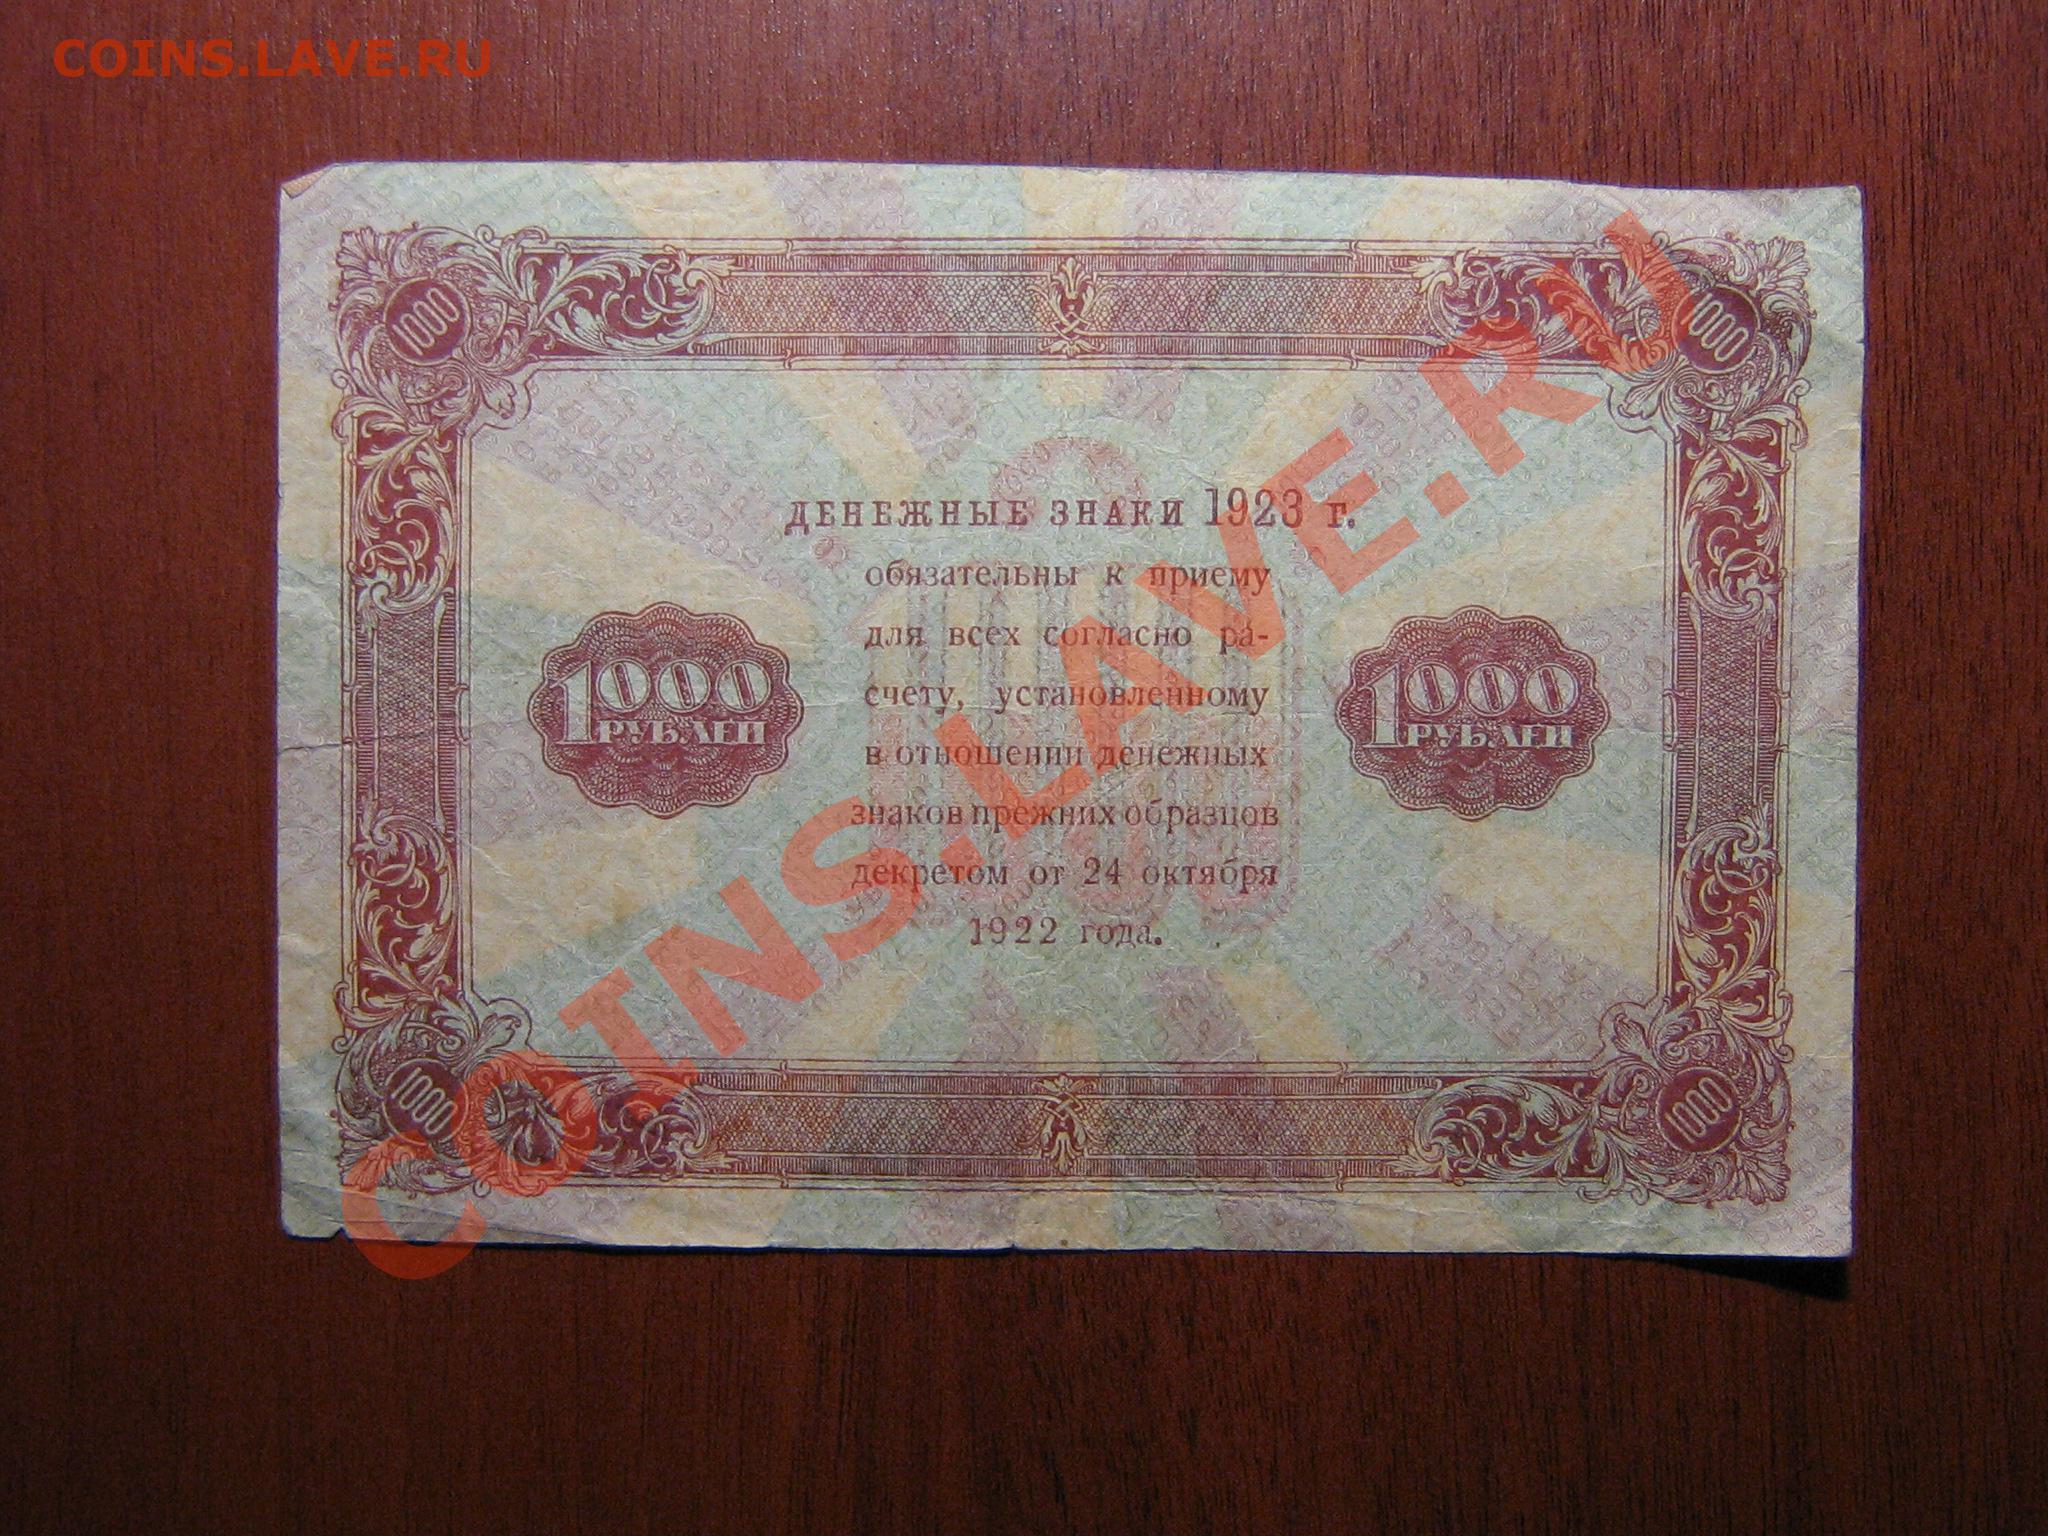 COINS.LAVE.RU
1000
1000
ДЕНЕЖНЫЕ ЗНАКИ 1923 г.
обязательны к приему
для всех согласно ра-
счету, установленному
в отношении денежных
знаков прежних образцов
декретом от 24 октября
1922 года.
1000
РУБЛЕЙ
1000
РУБЛЕЙ
1000
1000
COINS.LAVE.RU